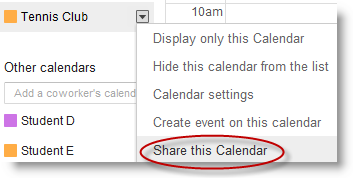 Tennis Club
10am
Display only this Calendar
Hide this calendar from the list
Other calendars
Calendar settings
Add a coworker's calend
Create event on this calendar
Student D
Share this Calendar
Student E